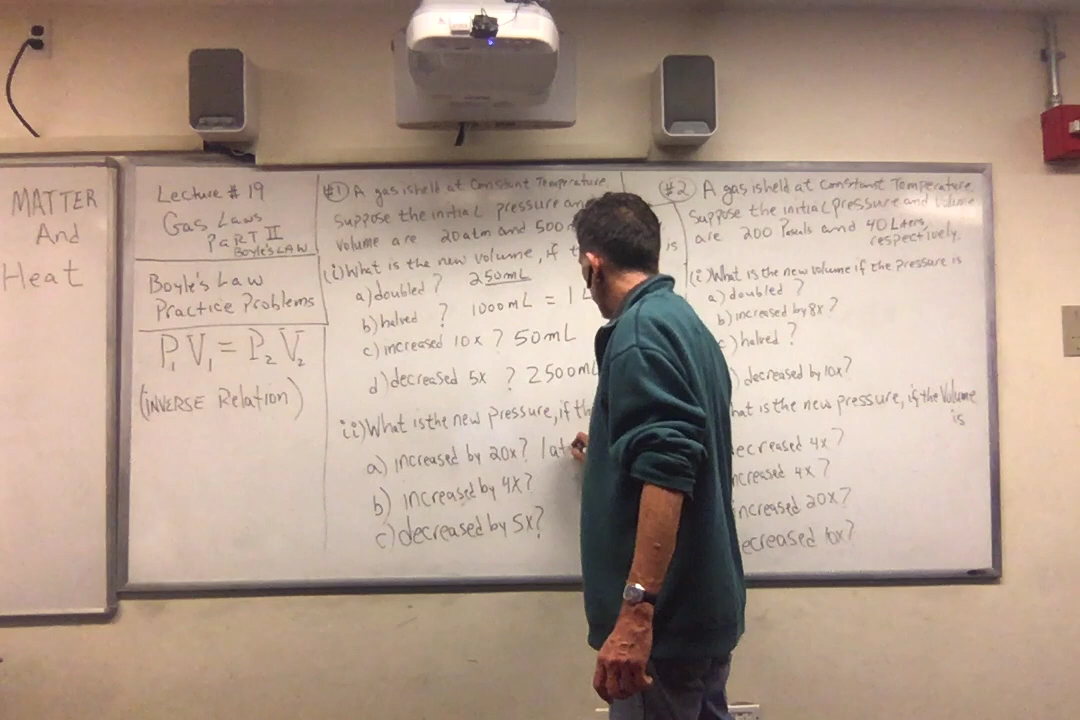 MATTER
And
Heat
Lecture # 19
Gas Laws
PaRT II
Boyle's LAW
Boyle's Law
Practice Problems
P₁V₁ = P₂V₂
(INVERSE Relation)
#1) A gas is held at Constant Temperature.
Suppose the initial pressure and
volume are 20atm and 500
(i) What is the new volume, if
is
a) doubled? 250mL
b) halved ? 1000mL = 1
c) increased 10x ? 50mL
d) decreased 5x ? 2500mL
ii) What is the new Pressure, if the
a) increased by 20x? 1at
b) increased by 4x?
c) decreased by 5x?
#2 A gas is held at Constant Temperature.
Suppose the initial pressure and Volume
are 200 Pascals and 40 Liters,
respectively.
(i) What is the new volume if the pressure is
a) doubled ?
b) increased by 8x?
c) halved ?
) decreased by 10x?
hat is the new pressure, if the Volume
is
ecreased 4x?
ncreased 4x?
increased 20x?
ecreased 10x?